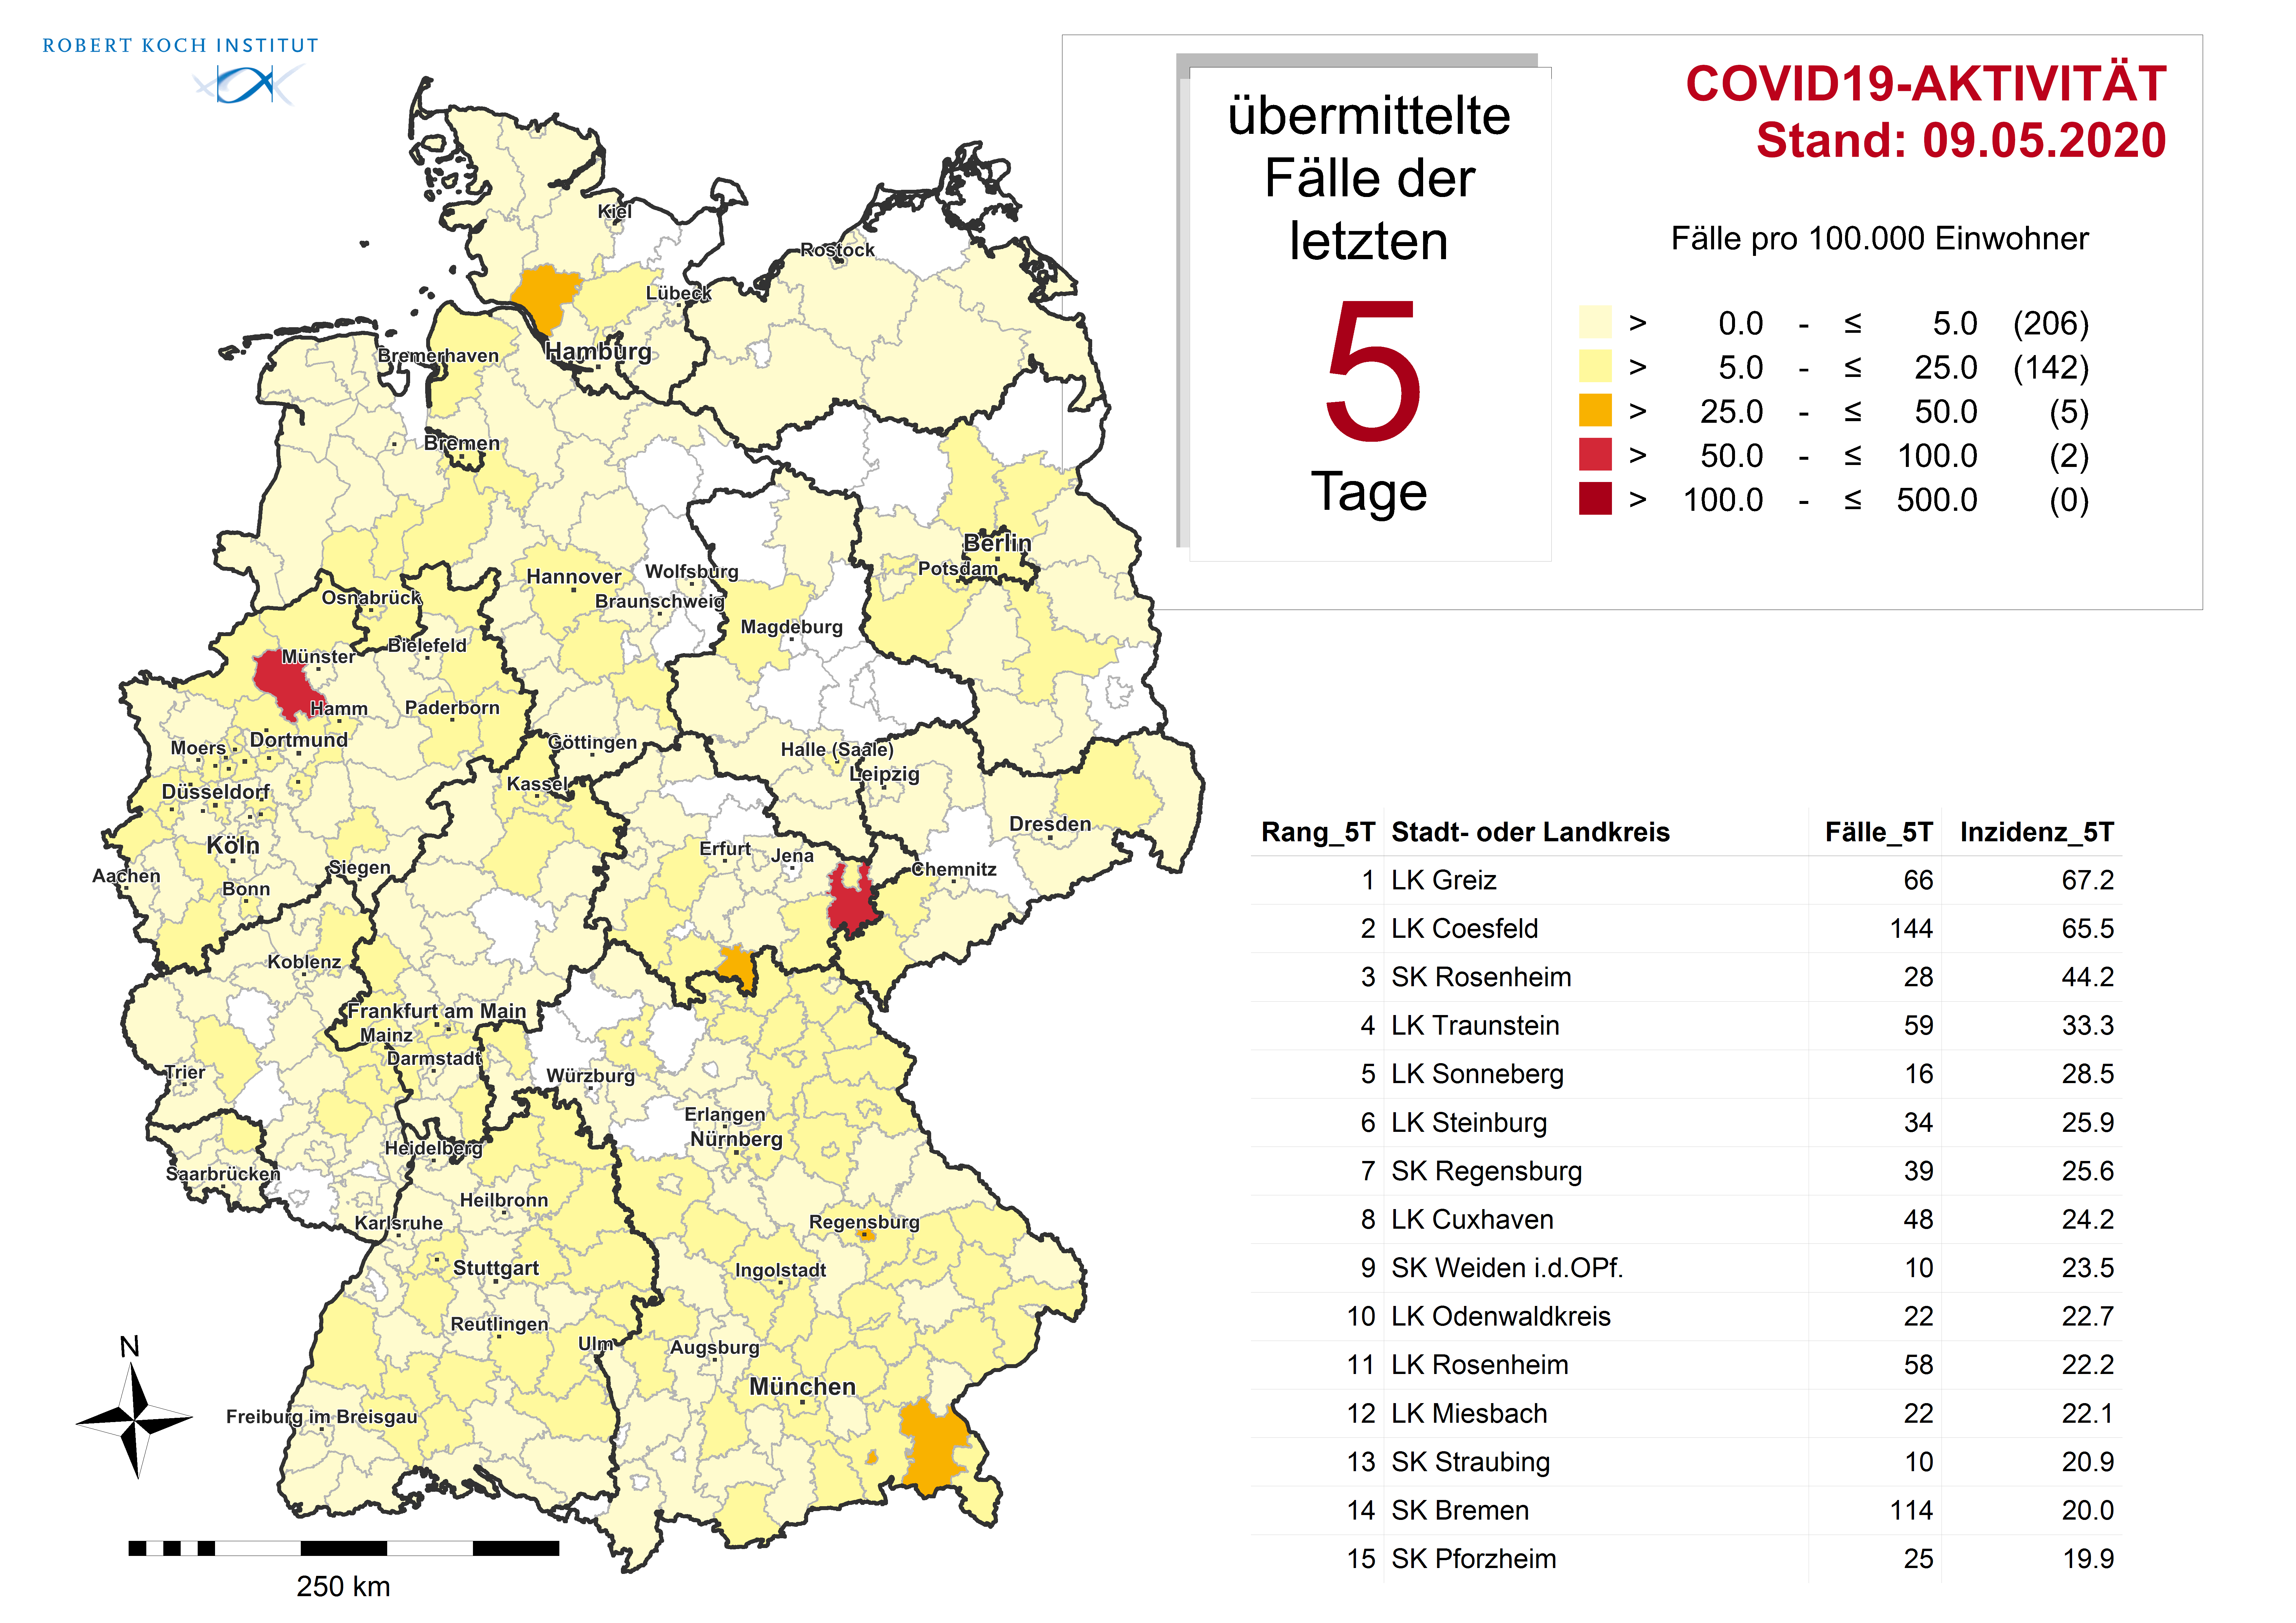 ROBERT KOCH INSTITUT
übermittelte
Fälle der
letzten
5
Tage
COVID19-AKTIVITÄT
Stand: 09.05.2020
Fälle pro 100.000 Einwohner
> 0.0 - ≤ 5.0 (206)
> 5.0 - ≤ 25.0 (142)
> 25.0 - ≤ 50.0 (5)
> 50.0 - ≤ 100.0 (2)
> 100.0 - ≤ 500.0 (0)
Kiel
Rostock
Lübeck
Hamburg
Bremerhaven
Bremen
Berlin
Potsdam
Wolfsburg
Hannover
Braunschweig
Osnabrück
Magdeburg
Bielefeld
Münster
Hamm
Paderborn
Dortmund
Göttingen
Moers
Halle (Saale)
Leipzig
Kassel
Düsseldorf
Dresden
Köln
Erfurt
Jena
Siegen
Chemnitz
Aachen
Bonn
Koblenz
Frankfurt am Main
Mainz
Darmstadt
Trier
Würzburg
Erlangen
Nürnberg
Heidelberg
Saarbrücken
Heilbronn
Karlsruhe
Regensburg
Stuttgart
Ingolstadt
Reutlingen
Ulm
Augsburg
München
Freiburg im Breisgau
N
250 km
Rang_5T Stadt- oder Landkreis Fälle_5T Inzidenz_5T
1 LK Greiz 66 67.2
2 LK Coesfeld 144 65.5
3 SK Rosenheim 28 44.2
4 LK Traunstein 59 33.3
5 LK Sonneberg 16 28.5
6 LK Steinburg 34 25.9
7 SK Regensburg 39 25.6
8 LK Cuxhaven 48 24.2
9 SK Weiden i.d.OPf. 10 23.5
10 LK Odenwaldkreis 22 22.7
11 LK Rosenheim 58 22.2
12 LK Miesbach 22 22.1
13 SK Straubing 10 20.9
14 SK Bremen 114 20.0
15 SK Pforzheim 25 19.9